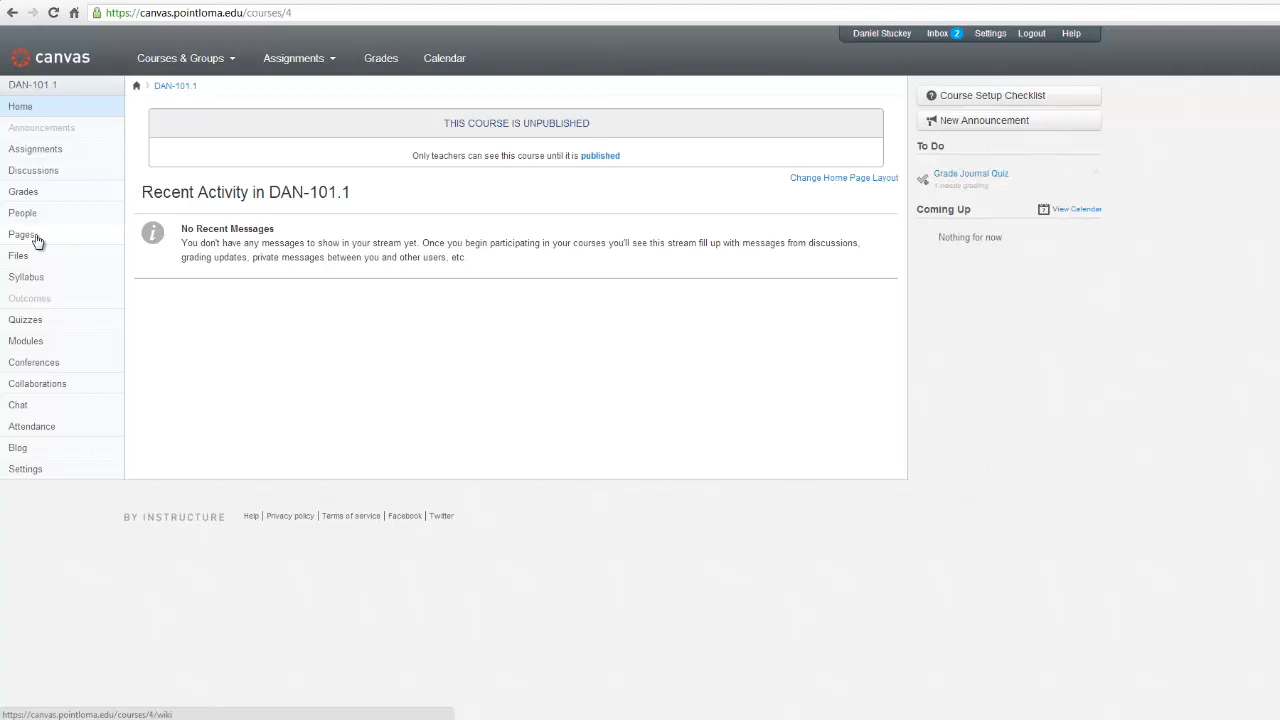 https://canvas.pointloma.edu/courses/4
Daniel Stuckey Inbox 2 Settings Logout Help
canvas Courses & Groups Assignments Grades Calendar
DAN-101 1
Home
Announcements
Assignments
Discussions
Grades
People
Pages
Files
Syllabus
Outcomes
Quizzes
Modules
Conferences
Collaborations
Chat
Attendance
Blog
Settings
DAN-101.1
THIS COURSE IS UNPUBLISHED
Only teachers can see this course until it is published
Change Home Page Layout
Recent Activity in DAN-101.1
No Recent Messages
You don't have any messages to show in your stream yet. Once you begin participating in your courses you'll see this stream fill up with messages from discussions,
grading updates, private messages between you and other users, etc.
Course Setup Checklist
New Announcement
To Do
Grade Journal Quiz
1 needs grading
Coming Up View Calendar
Nothing for now
BY INSTRUCTURE Help Privacy policy Terms of service Facebook Twitter
https://canvas.pointloma.edu/courses/4/wiki